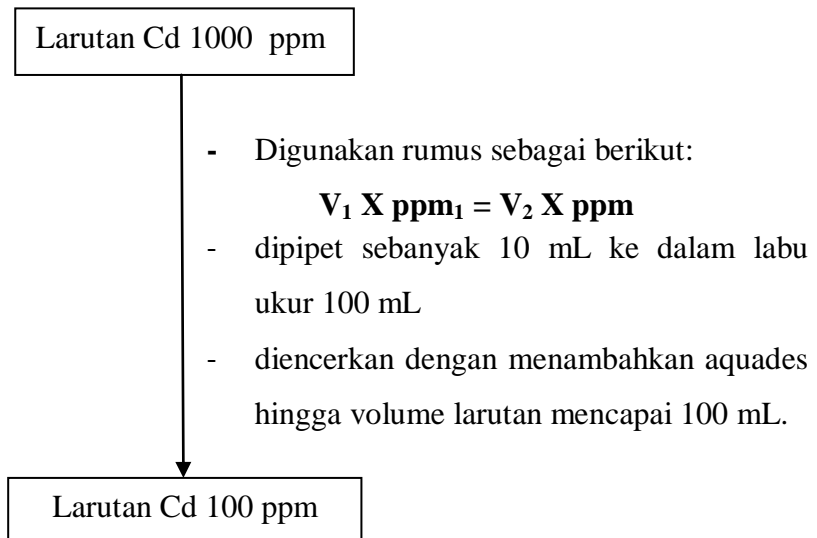 Larutan Cd 1000 ppm
- Digunakan rumus sebagai berikut:
V₁ X ppm₁ = V₂ X ppm
- dipipet sebanyak 10 mL ke dalam labu
ukur 100 mL
- diencerkan dengan menambahkan aquades
hingga volume larutan mencapai 100 mL.
Larutan Cd 100 ppm